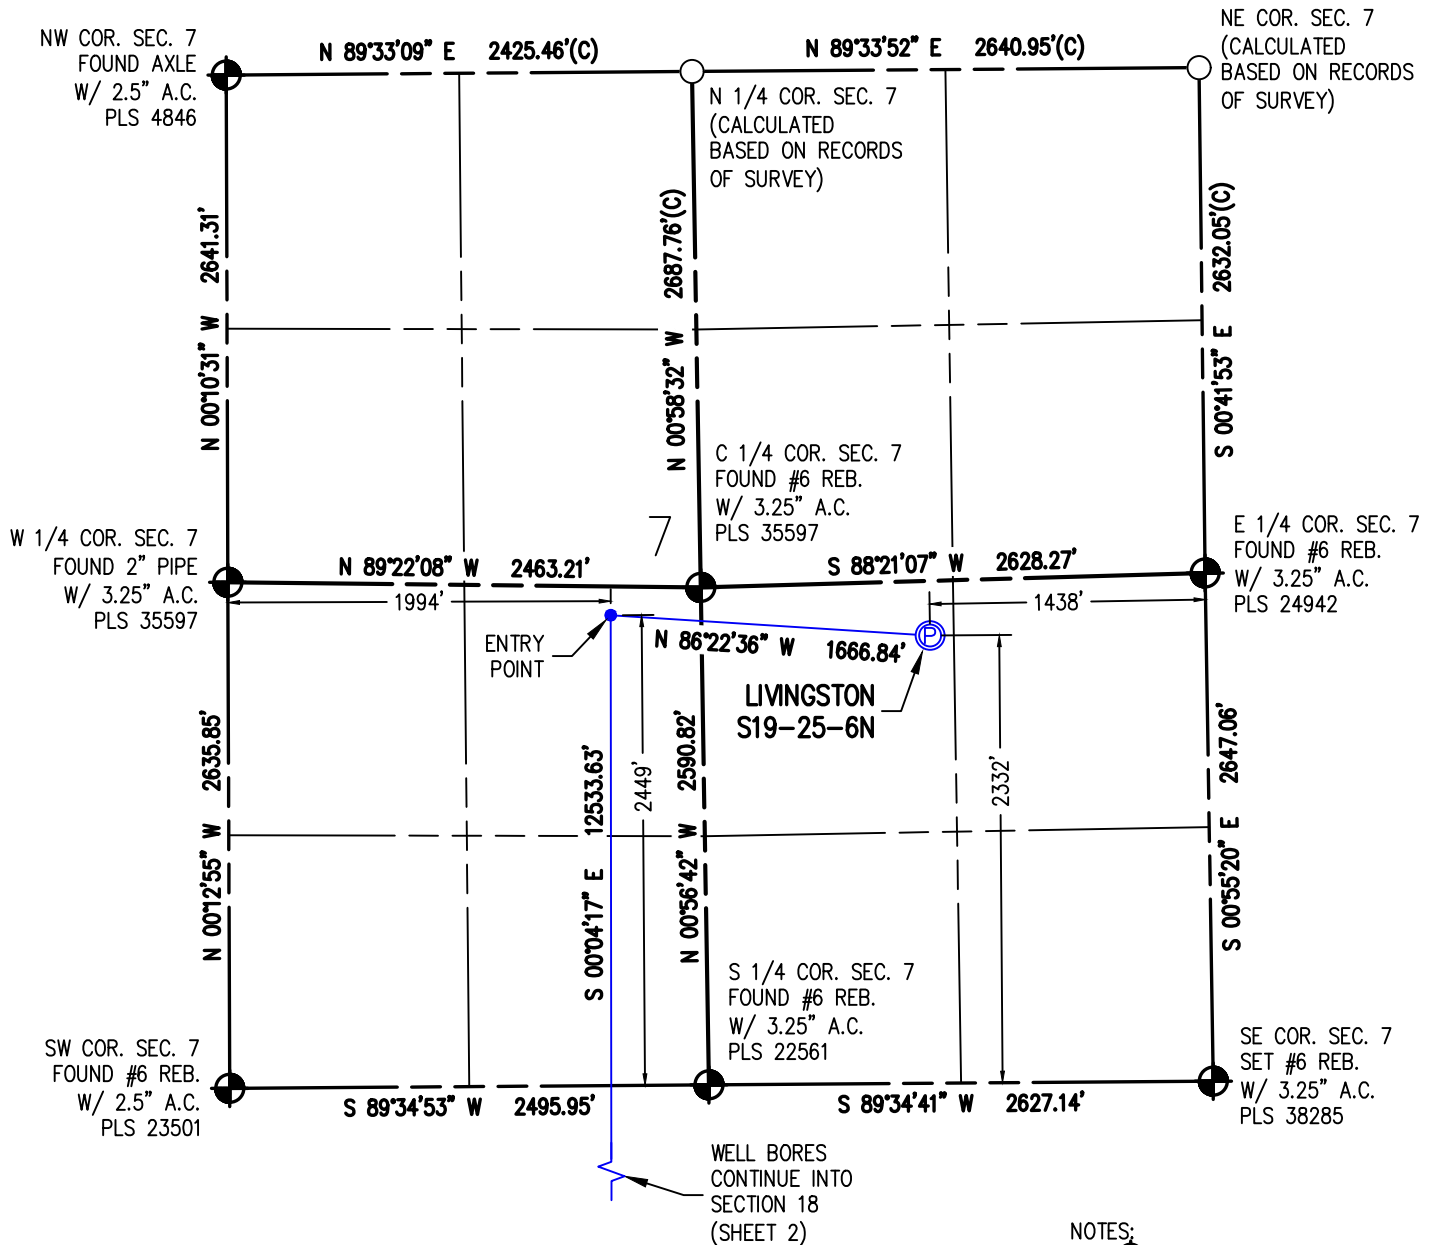 NW COR. SEC. 7
FOUND AXLE
W/ 2.5" A.C.
PLS 4846
N 89°33'09" E 2425.46'(C)
N 89°33'52" E 2640.95'(C)
NE COR. SEC. 7
(CALCULATED
BASED ON RECORDS
OF SURVEY)
N 1/4 COR. SEC. 7
(CALCULATED
BASED ON RECORDS
OF SURVEY)
N 00°10'31" W 2641.31'
N 00°58'32" W 2687.76'(C)
S 00°41'53" E 2632.05'(C)
C 1/4 COR. SEC. 7
FOUND #6 REB.
W/ 3.25" A.C.
PLS 35597
7
W 1/4 COR. SEC. 7
FOUND 2" PIPE
W/ 3.25" A.C.
PLS 35597
N 89°22'08" W 2463.21'
S 88°21'07" W 2628.27'
E 1/4 COR. SEC. 7
FOUND #6 REB.
W/ 3.25" A.C.
PLS 24942
1994'
1438'
ENTRY
POINT
N 86°22'36" W 1666.84'
P
LIVINGSTON
S19-25-6N
N 00°12'55" W 2635.85'
S 00°04'17" E 12533.63'
2449'
N 00°56'42" W 2590.82'
2332'
S 00°55'20" E 2647.06'
S 1/4 COR. SEC. 7
FOUND #6 REB.
W/ 3.25" A.C.
PLS 22561
SW COR. SEC. 7
FOUND #6 REB.
W/ 2.5" A.C.
PLS 23501
S 89°34'53" W 2495.95'
S 89°34'41" W 2627.14'
SE COR. SEC. 7
SET #6 REB.
W/ 3.25" A.C.
PLS 38285
WELL BORES
CONTINUE INTO
SECTION 18
(SHEET 2)
NOTES: